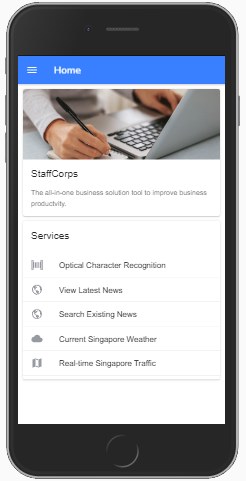 Home
StaffCorps
The all-in-one business solution tool to improve business
productivity.
Services
Optical Character Recognition
View Latest News
Search Existing News
Current Singapore Weather
Real-time Singapore Traffic